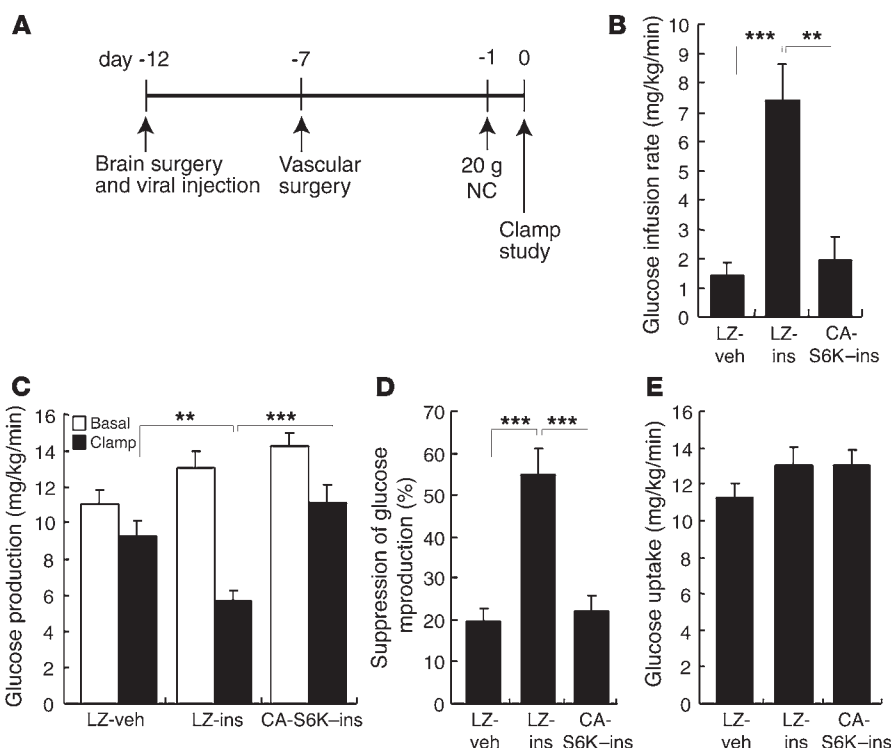 A
day -12
-7
-1
0
Brain surgery
and viral injection
Vascular
surgery
20 g
NC
Clamp
study
B
Glucose infusion rate (mg/kg/min)
10
9
8
7
6
5
4
3
2
1
0
***
**
LZ-
veh
LZ-
ins
CA-
S6K–ins
C
Glucose production (mg/kg/min)
16
14
12
10
8
6
4
2
0
Basal
Clamp
**
***
LZ-veh
LZ-ins
CA-S6K–ins
D
Suppression of glucose
mproduction (%)
70
60
50
40
30
20
10
0
***
***
LZ-
veh
LZ-
ins
CA-
S6K–ins
E
Glucose uptake (mg/kg/min)
16
14
12
10
8
6
4
2
0
LZ-
veh
LZ-
ins
CA-
S6K–ins